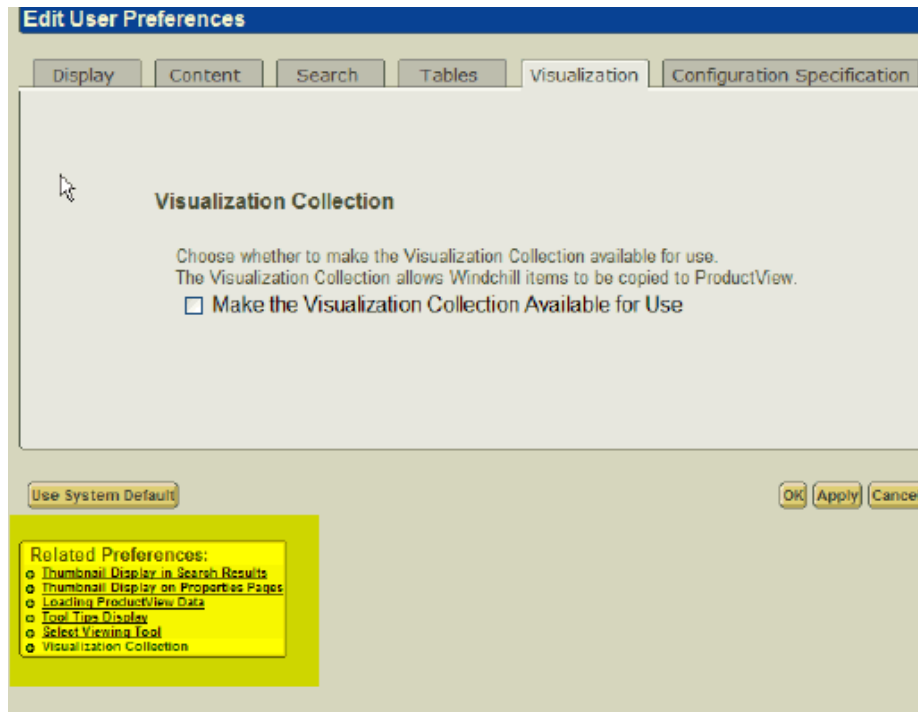 Edit User Preferences
Display Content Search Tables Visualization Configuration Specification
Visualization Collection
Choose whether to make the Visualization Collection available for use.
The Visualization Collection allows Windchill items to be copied to ProductView.
Make the Visualization Collection Available for Use
Use System Default OK Apply Cance
Related Preferences:
Thumbnail Display in Search Results
Thumbnail Display on Properties Pages
Loading ProductView Data
Tool Tips Display
Select Viewing Tool
Visualization Collection